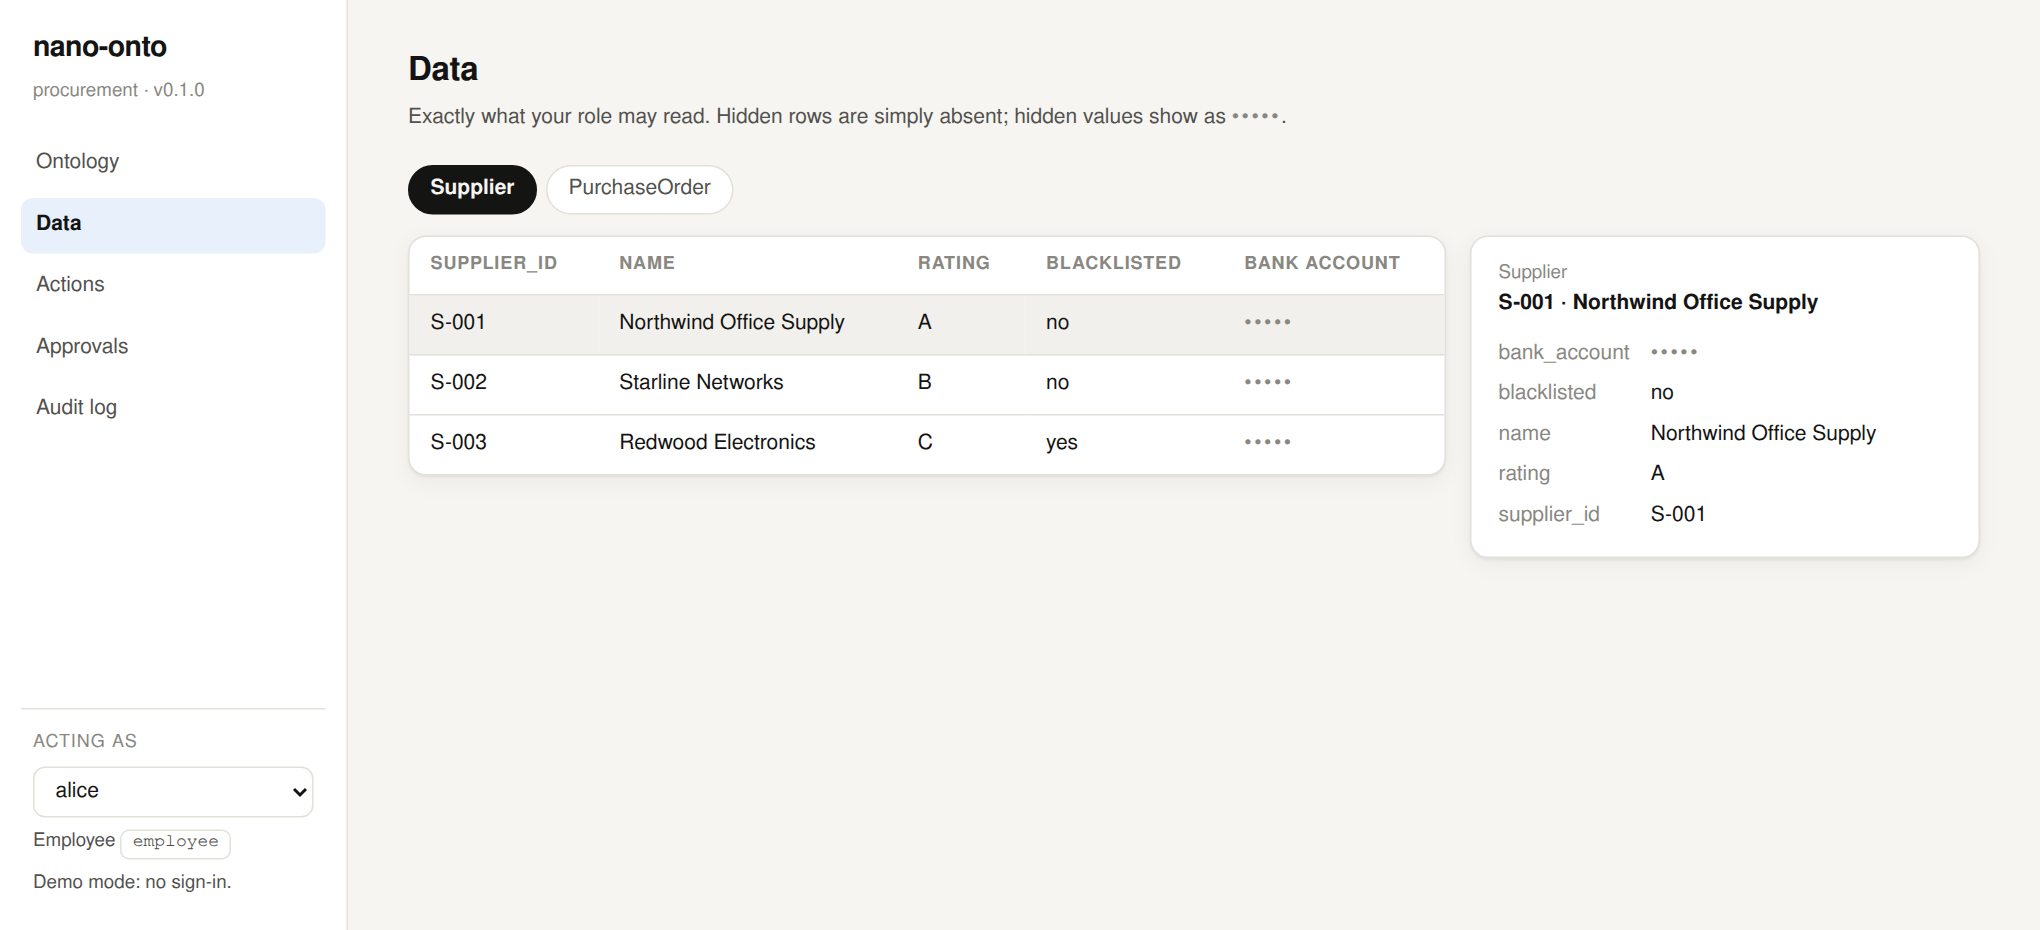 nano-onto
procurement · v0.1.0
Ontology
Data
Actions
Approvals
Audit log
ACTING AS
alice
Employee employee
Demo mode: no sign-in.
Data
Exactly what your role may read. Hidden rows are simply absent; hidden values show as •••••.
Supplier PurchaseOrder
SUPPLIER_ID NAME RATING BLACKLISTED BANK ACCOUNT
S-001 Northwind Office Supply A no •••••
S-002 Starline Networks B no •••••
S-003 Redwood Electronics C yes •••••
Supplier
S-001 · Northwind Office Supply
bank_account •••••
blacklisted no
name Northwind Office Supply
rating A
supplier_id S-001